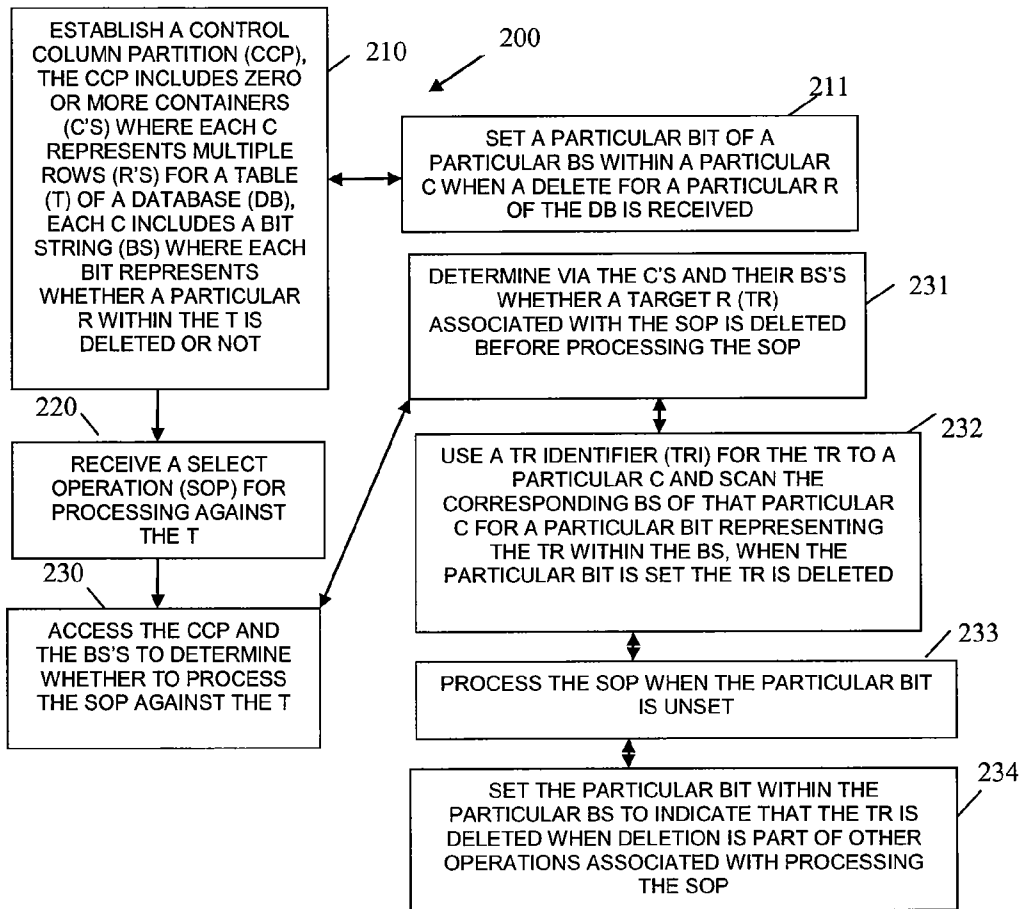 ESTABLISH A CONTROL
COLUMN PARTITION (CCP),
THE CCP INCLUDES ZERO
OR MORE CONTAINERS
(C'S) WHERE EACH C
REPRESENTS MULTIPLE
ROWS (R'S) FOR A TABLE
(T) OF A DATABASE (DB),
EACH C INCLUDES A BIT
STRING (BS) WHERE EACH
BIT REPRESENTS
WHETHER A PARTICULAR
R WITHIN THE T IS
DELETED OR NOT
210
200
211
SET A PARTICULAR BIT OF A
PARTICULAR BS WITHIN A PARTICULAR
C WHEN A DELETE FOR A PARTICULAR R
OF THE DB IS RECEIVED
220
RECEIVE A SELECT
OPERATION (SOP) FOR
PROCESSING AGAINST
THE T
230
ACCESS THE CCP AND
THE BS'S TO DETERMINE
WHETHER TO PROCESS
THE SOP AGAINST THE T
231
DETERMINE VIA THE C'S AND THEIR BS'S
WHETHER A TARGET R (TR)
ASSOCIATED WITH THE SOP IS DELETED
BEFORE PROCESSING THE SOP
232
USE A TR IDENTIFIER (TRI) FOR THE TR TO A
PARTICULAR C AND SCAN THE
CORRESPONDING BS OF THAT PARTICULAR
C FOR A PARTICULAR BIT REPRESENTING
THE TR WITHIN THE BS, WHEN THE
PARTICULAR BIT IS SET THE TR IS DELETED
233
PROCESS THE SOP WHEN THE PARTICULAR BIT
IS UNSET
234
SET THE PARTICULAR BIT WITHIN THE
PARTICULAR BS TO INDICATE THAT THE TR IS
DELETED WHEN DELETION IS PART OF OTHER
OPERATIONS ASSOCIATED WITH PROCESSING
THE SOP